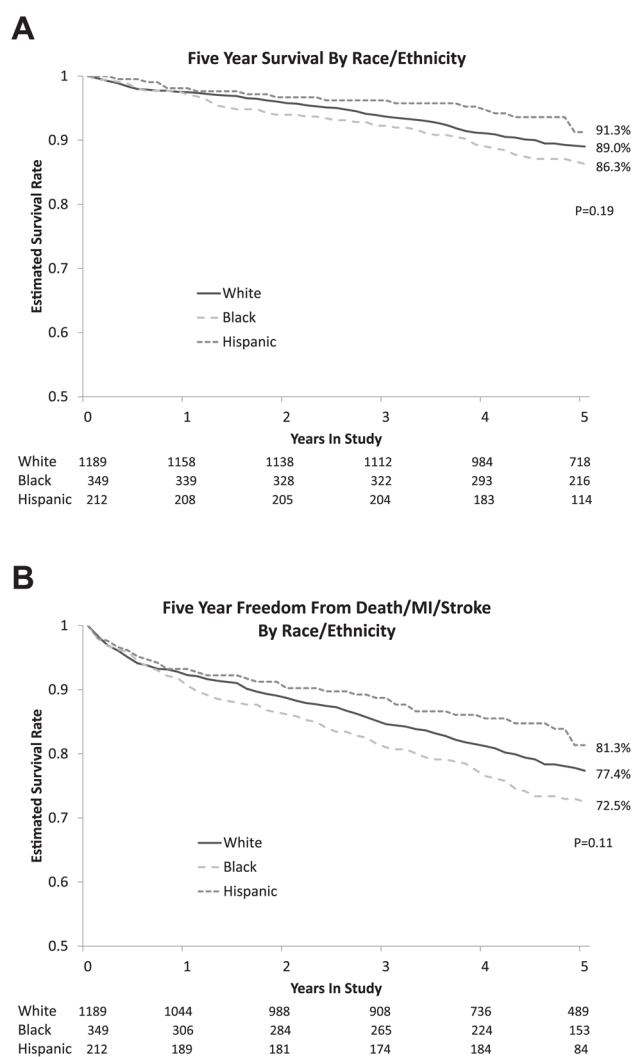 A
Five Year Survival By Race/Ethnicity
1
0.9
0.8
0.7
0.6
0.5
Estimated Survival Rate
91.3%
89.0%
86.3%
P=0.19
White
Black
Hispanic
0 1 2 3 4 5
Years In Study
White 1189 1158 1138 1112 984 718
Black 349 339 328 322 293 216
Hispanic 212 208 205 204 183 114
B
Five Year Freedom From Death/MI/Stroke
By Race/Ethnicity
1
0.9
0.8
0.7
0.6
0.5
Estimated Survival Rate
81.3%
77.4%
72.5%
P=0.11
White
Black
Hispanic
0 1 2 3 4 5
Years In Study
White 1189 1044 988 908 736 489
Black 349 306 284 265 224 153
Hispanic 212 189 181 174 184 84